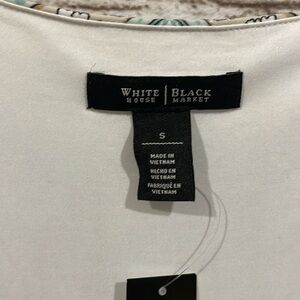 WHITE | BLACK
HOUSE | MARKET
S
MADE IN
VIETNAM
HECHO EN
VIETNAM
FABRIQUÉ EN
VIETNAM